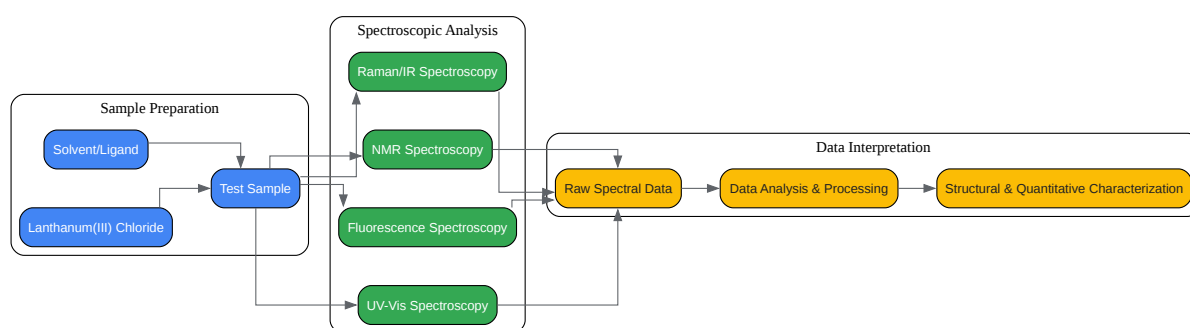 Spectroscopic Analysis
Raman/IR Spectroscopy
Sample Preparation
Solvent/Ligand
NMR Spectroscopy
Data Interpretation
Test Sample
Raw Spectral Data
Data Analysis & Processing
Structural & Quantitative Characterization
Lanthanum(III) Chloride
Fluorescence Spectroscopy
UV-Vis Spectroscopy